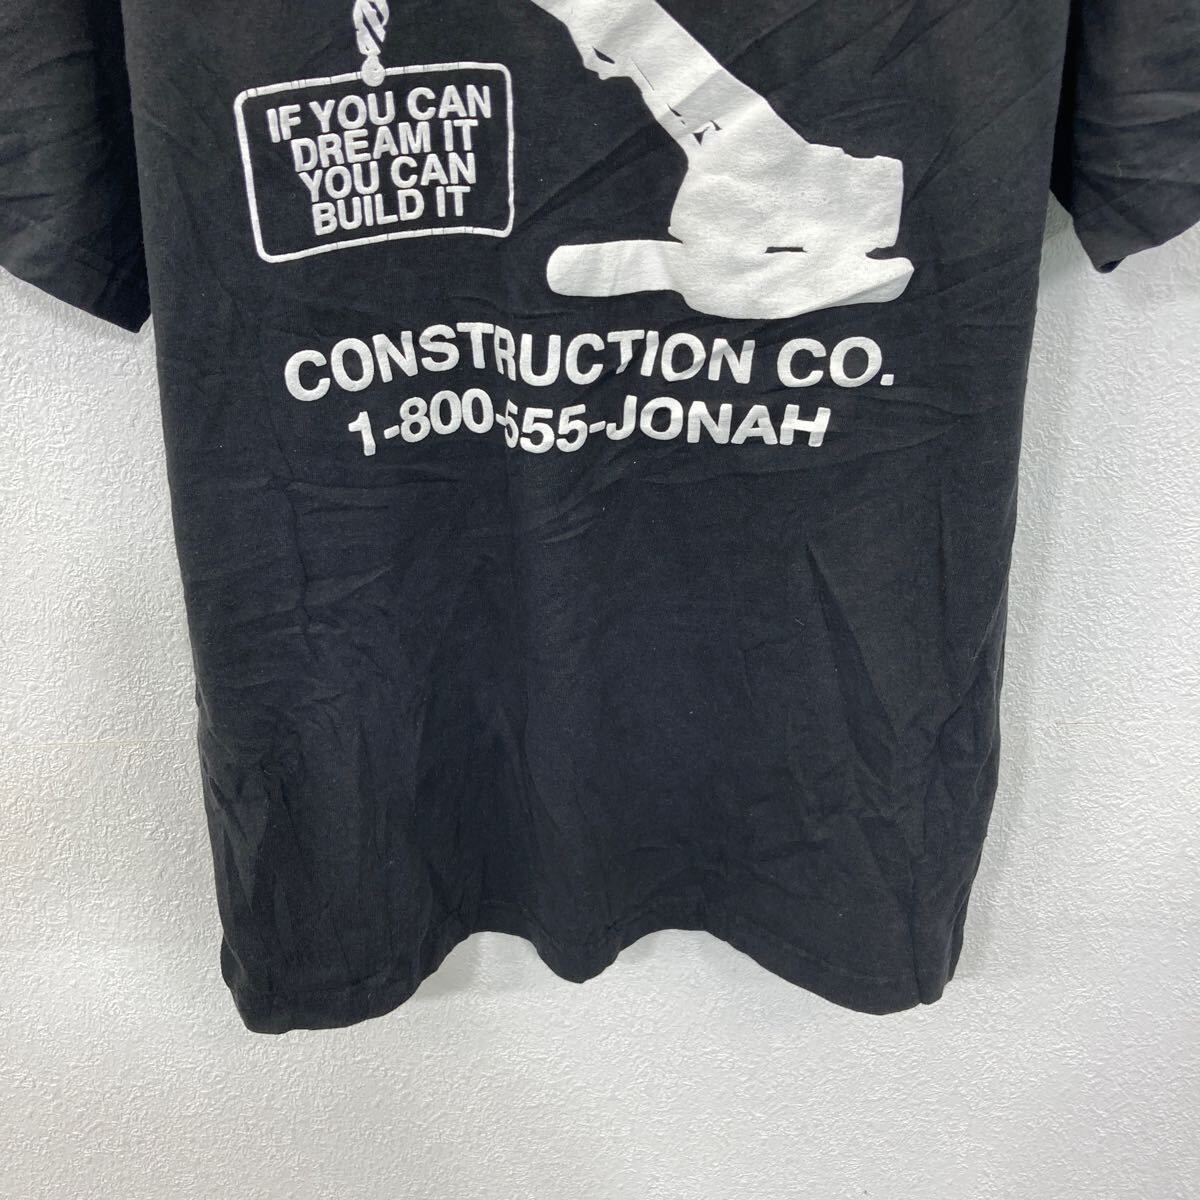 IF YOU CAN
DREAM IT
YOU CAN
BUILD IT
CONSTRUCTION CO.
1-800-555-JONAH